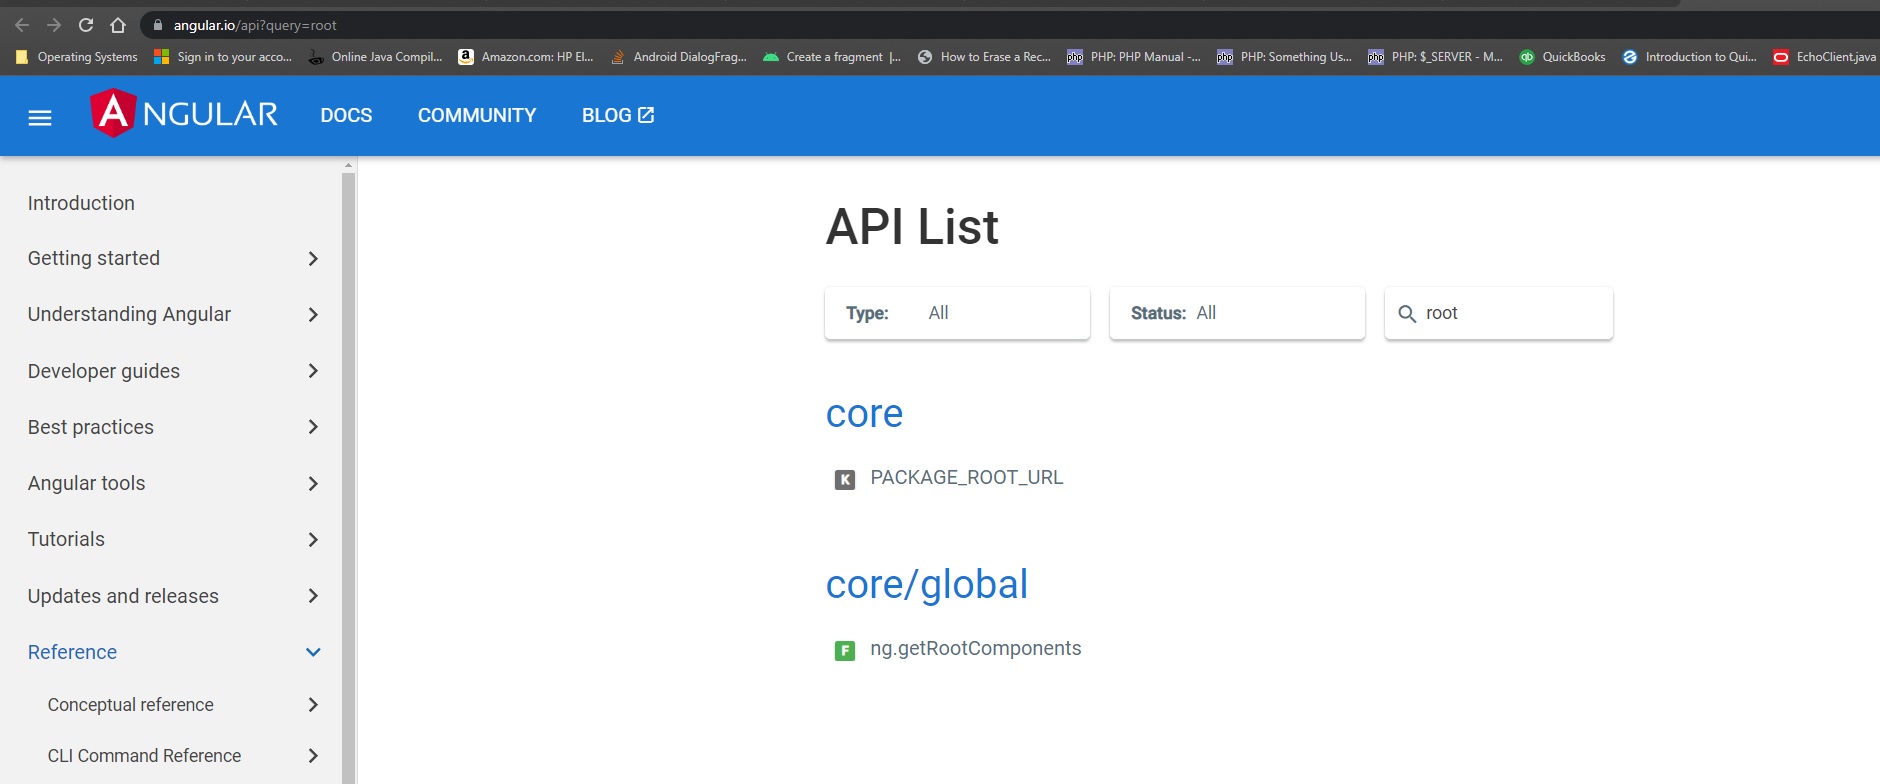 angular.io/api?query=root
Operating Systems
Sign in to your acco...
Online Java Compil...
Amazon.com: HP El...
Android DialogFrag...
Create a fragment |...
How to Erase a Rec...
php PHP: PHP Manual -...
php PHP: Something Us...
php PHP: $_SERVER - M...
qb QuickBooks
Introduction to Qui...
EchoClient.java
ANGULAR DOCS COMMUNITY BLOG
Introduction
Getting started
Understanding Angular
Developer guides
Best practices
Angular tools
Tutorials
Updates and releases
Reference
Conceptual reference
CLI Command Reference
API List
Type: All
Status: All
root
core
K PACKAGE_ROOT_URL
core/global
F ng.getRootComponents